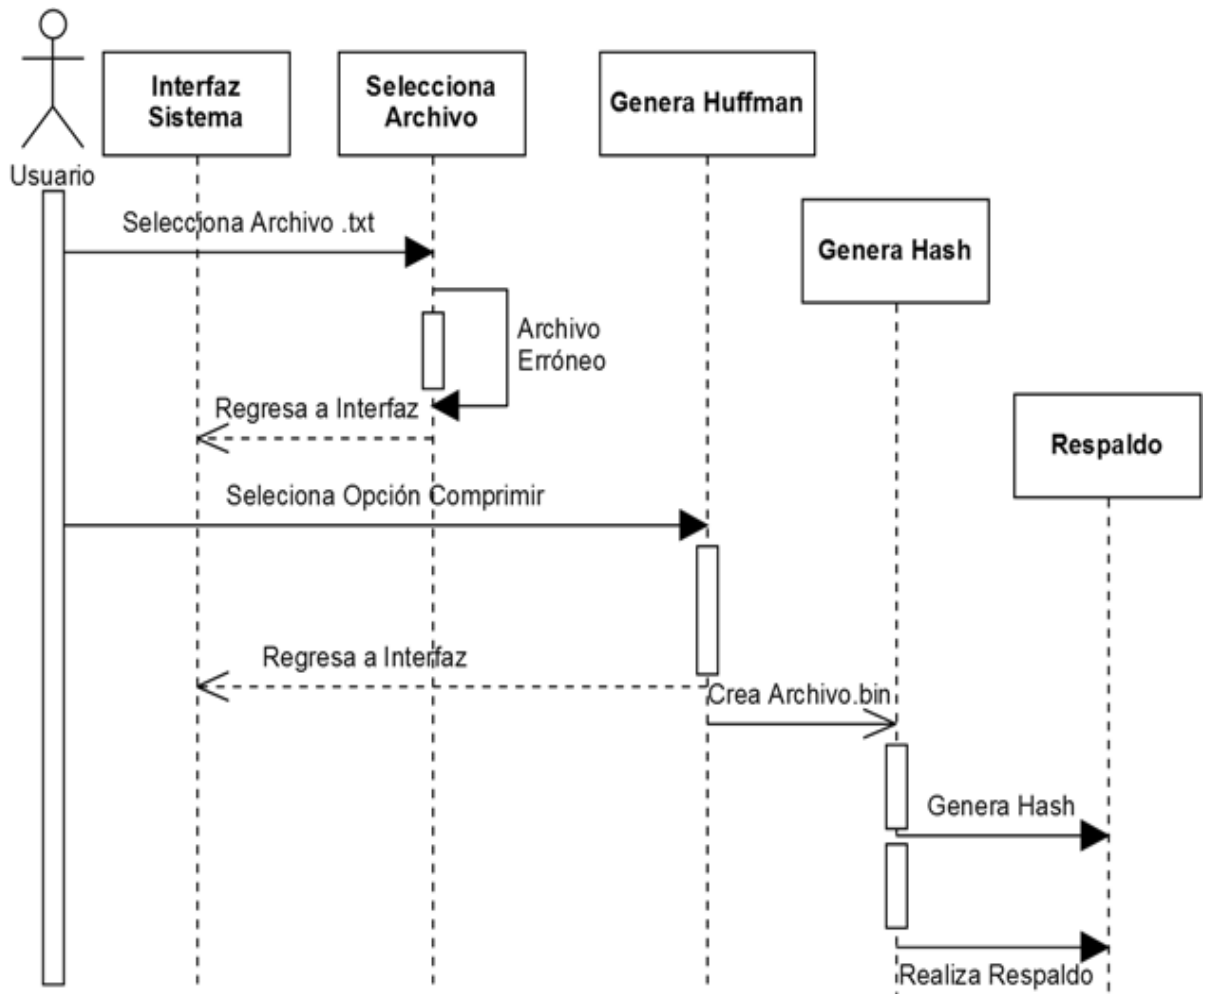 Interfaz
Sistema
Selecciona
Archivo
Genera Huffman
Usuario
Genera Hash
Selecciona Archivo .txt
Archivo
Erróneo
Regresa a Interfaz
Respaldo
Seleciona Opción Comprimir
Regresa a Interfaz
Crea Archivo.bin
Genera Hash
Realiza Respaldo